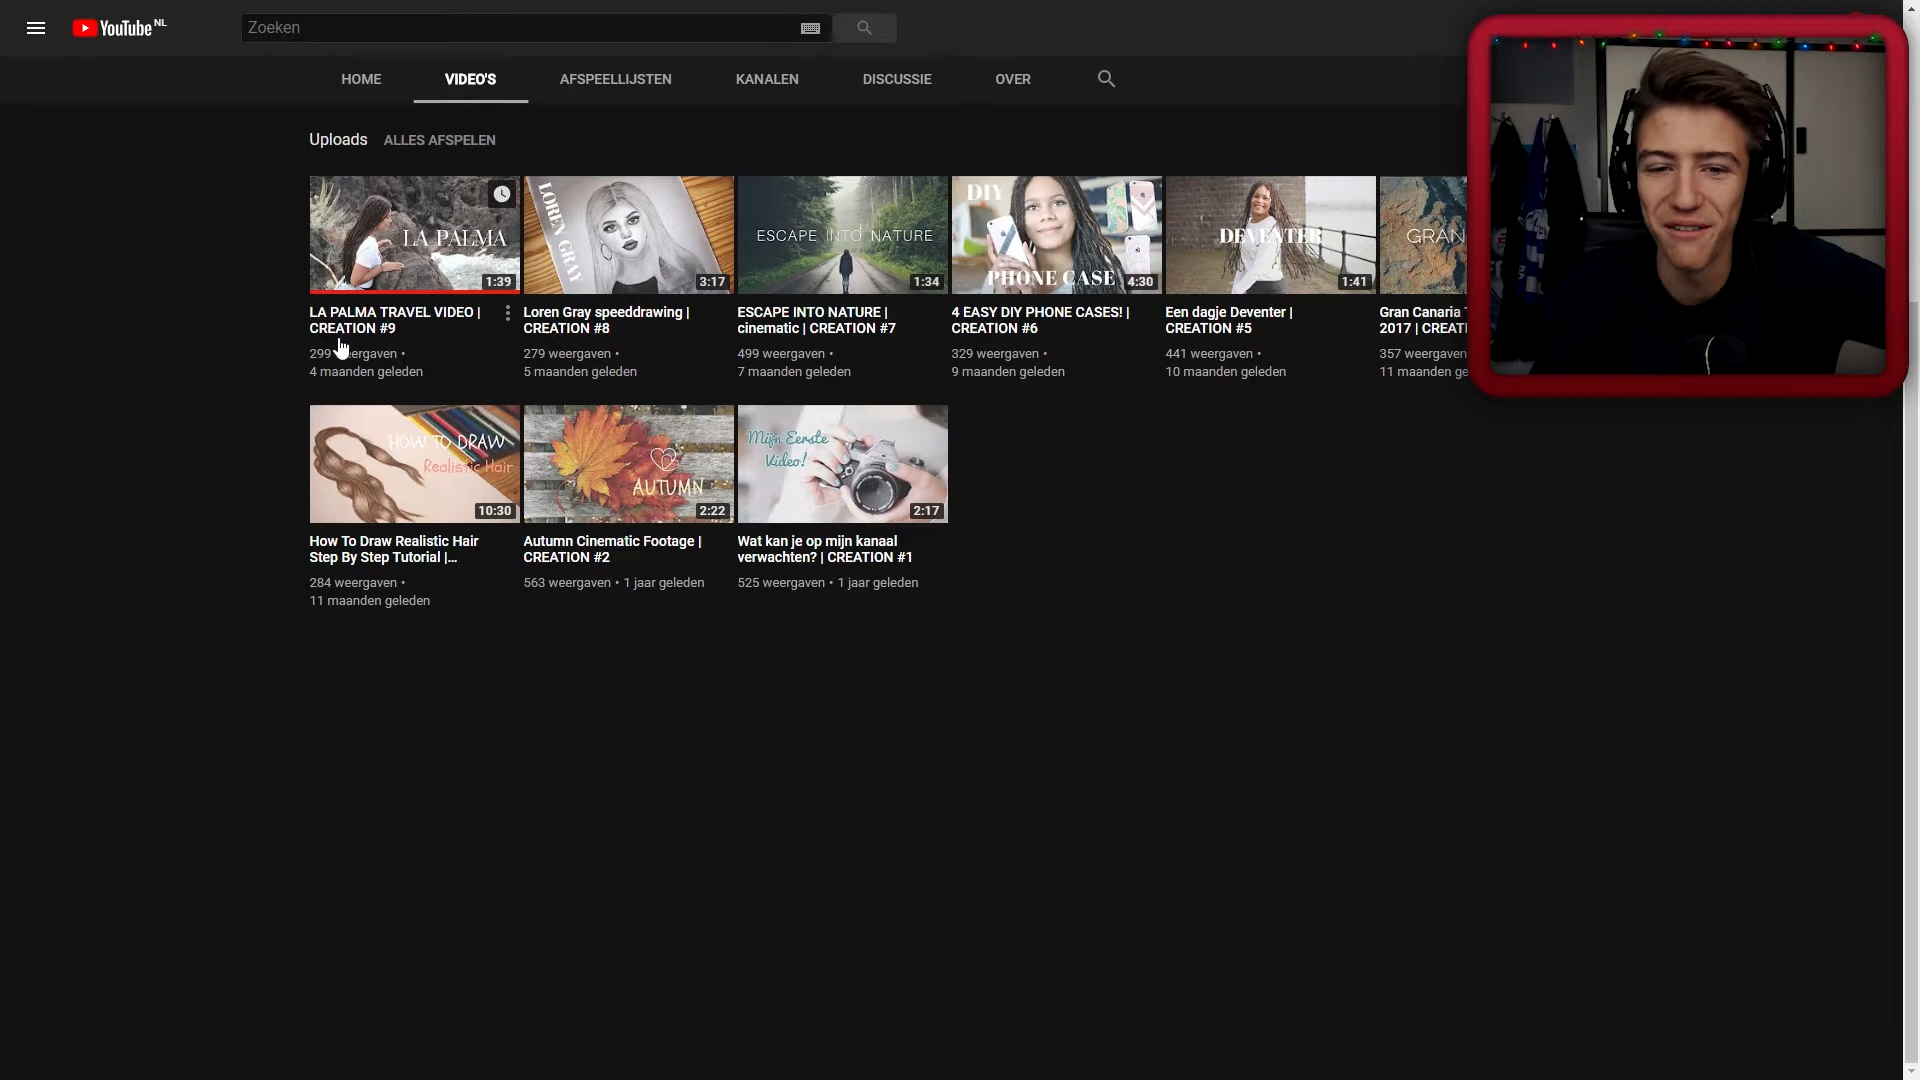 YouTube NL
Zoeken
HOME VIDEO'S AFSPEELLIJSTEN KANALEN DISCUSSIE OVER
Uploads ALLES AFSPELEN
LA PALMA
1:39
LOREN GRAY
3:17
ESCAPE INTO NATURE
1:34
DIY
PHONE CASE
4:30
DEVENTER
1:41
GRAN
LA PALMA TRAVEL VIDEO |
CREATION #9
299 weergaven •
4 maanden geleden
Loren Gray speeddrawing |
CREATION #8
279 weergaven •
5 maanden geleden
ESCAPE INTO NATURE |
cinematic | CREATION #7
499 weergaven •
7 maanden geleden
4 EASY DIY PHONE CASES! |
CREATION #6
329 weergaven •
9 maanden geleden
Een dagje Deventer |
CREATION #5
441 weergaven •
10 maanden geleden
Gran Canaria
2017 | CREAT
357 weergaven
11 maanden ge
HOW TO DRAW
Realistic Hair
10:30
AUTUMN
2:22
Mijn Eerste
Video!
2:17
How To Draw Realistic Hair
Step By Step Tutorial |...
284 weergaven •
11 maanden geleden
Autumn Cinematic Footage |
CREATION #2
563 weergaven • 1 jaar geleden
Wat kan je op mijn kanaal
verwachten? | CREATION #1
525 weergaven • 1 jaar geleden